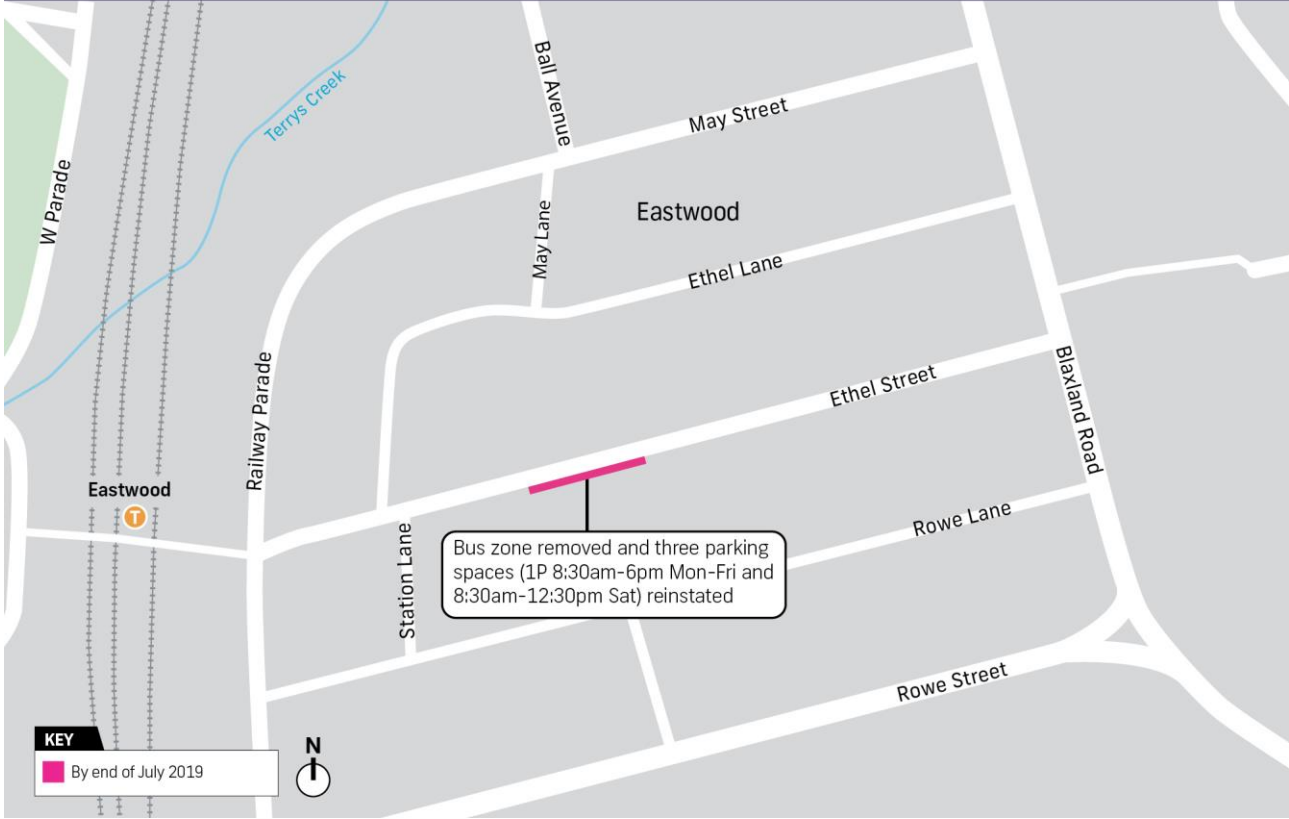 Ball Avenue
May Street
Terrys Creek
W Parade
May Lane
Eastwood
Ethel Lane
Railway Parade
Ethel Street
Blaxland Road
Eastwood
T
Station Lane
Rowe Lane
Bus zone removed and three parking
spaces (1P 8:30am-6pm Mon-Fri and
8:30am-12:30pm Sat) reinstated
Rowe Street
KEY
By end of July 2019
N